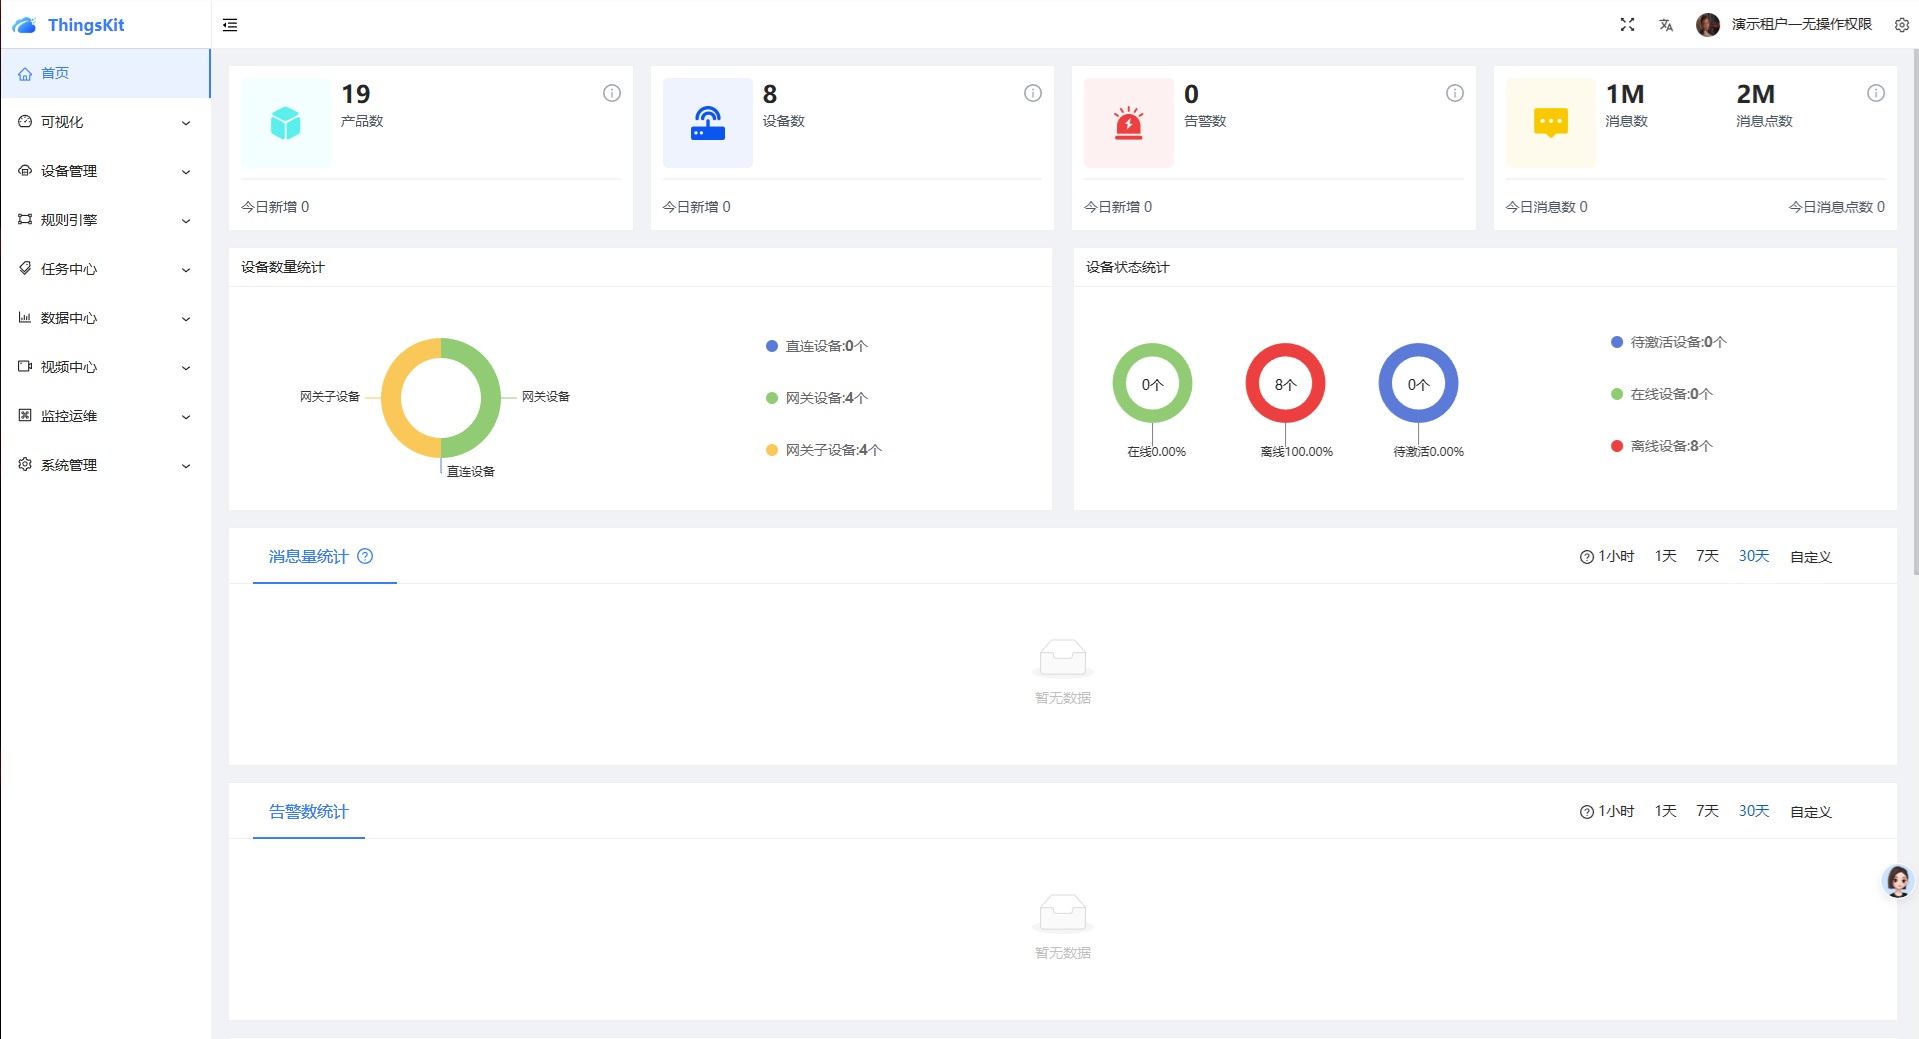 ThingsKit
演示租户—无操作权限
首页
可视化
设备管理
规则引擎
任务中心
数据中心
视频中心
监控运维
系统管理
19
产品数
今日新增 0
8
设备数
今日新增 0
0
告警数
今日新增 0
1M
消息数
2M
消息点数
今日消息数 0
今日消息点数 0
设备数量统计
网关子设备
网关设备
直连设备
直连设备:0个
网关设备:4个
网关子设备:4个
设备状态统计
0个
8个
0个
在线0.00%
离线100.00%
待激活0.00%
待激活设备:0个
在线设备:0个
离线设备:8个
消息量统计
1小时 1天 7天 30天 自定义
暂无数据
告警数统计
1小时 1天 7天 30天 自定义
暂无数据